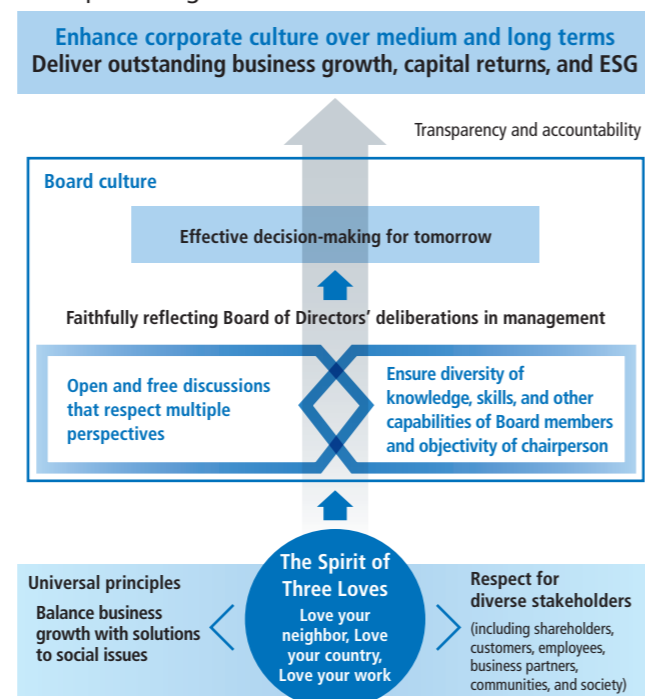 Enhance corporate culture over medium and long terms
Deliver outstanding business growth, capital returns, and ESG
Transparency and accountability
Board culture
Effective decision-making for tomorrow
Faithfully reflecting Board of Directors’ deliberations in management
Open and free discussions
that respect multiple
perspectives
Ensure diversity of
knowledge, skills, and other
capabilities of Board members
and objectivity of chairperson
Universal principles
Balance business
growth with solutions
to social issues
The Spirit of
Three Loves
Love your
neighbor, Love
your country,
Love your work
Respect for
diverse stakeholders
(including shareholders,
customers, employees,
business partners,
communities, and society)